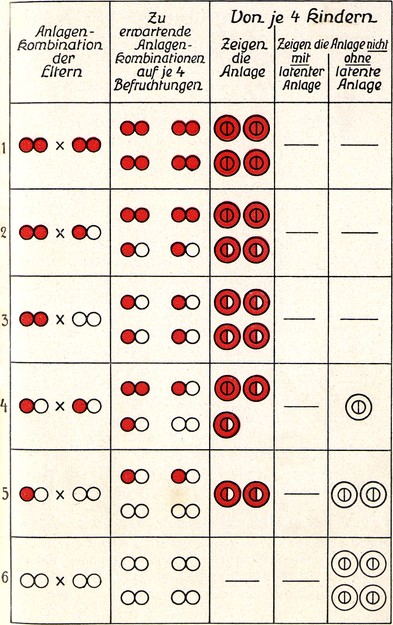 Anlagen-
kombination
der
Eltern
Zu
erwartende
Anlagen-
kombinationen
auf je 4
Befruchtungen
Von je 4 Kindern
Zeigen
die
Anlage
Zeigen die Anlage nicht
mit
latenter
Anlage
ohne
latente
Anlage
1
x
2
x
3
x
4
x
5
x
6
x